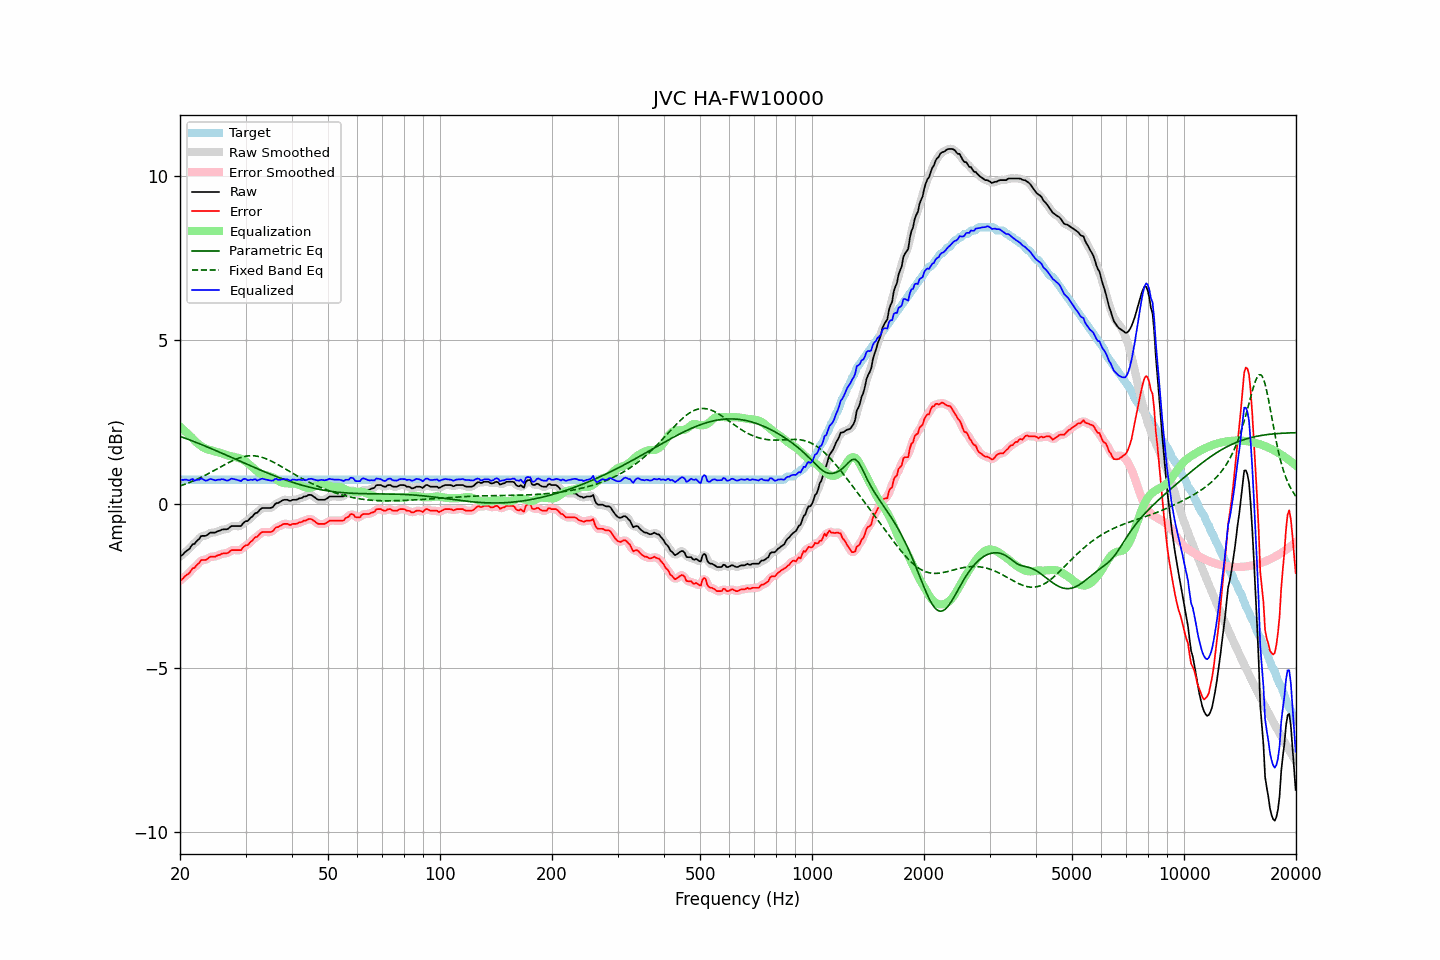 JVC HA-FW10000
Target
Raw Smoothed
Error Smoothed
Raw
Error
Equalization
Parametric Eq
Fixed Band Eq
Equalized
Amplitude (dBr)
10
5
0
−5
−10
20
50
100
200
500
1000
2000
5000
10000
20000
Frequency (Hz)